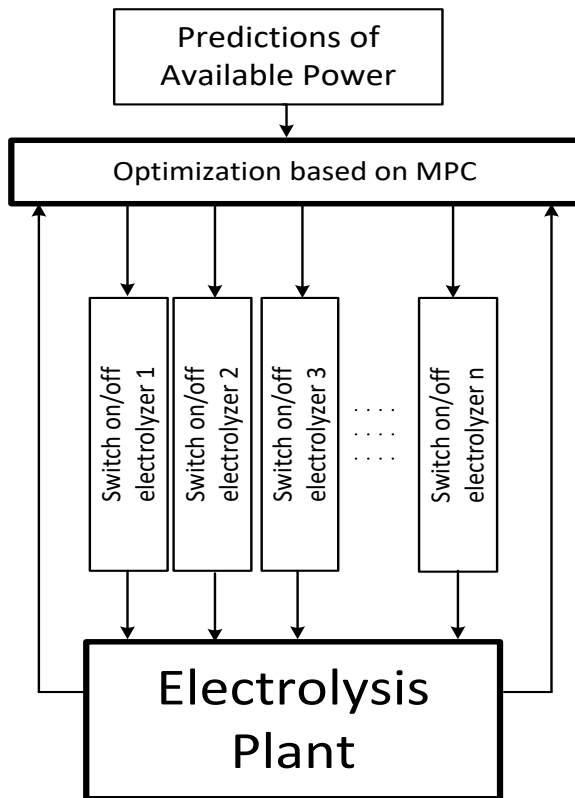 Predictions of
Available Power
Optimization based on MPC
Switch on/off
electrolyzer 1
Switch on/off
electrolyzer 2
Switch on/off
electrolyzer 3
. . . .
. . . .
. . . .
Switch on/off
electrolyzer n
Electrolysis
Plant